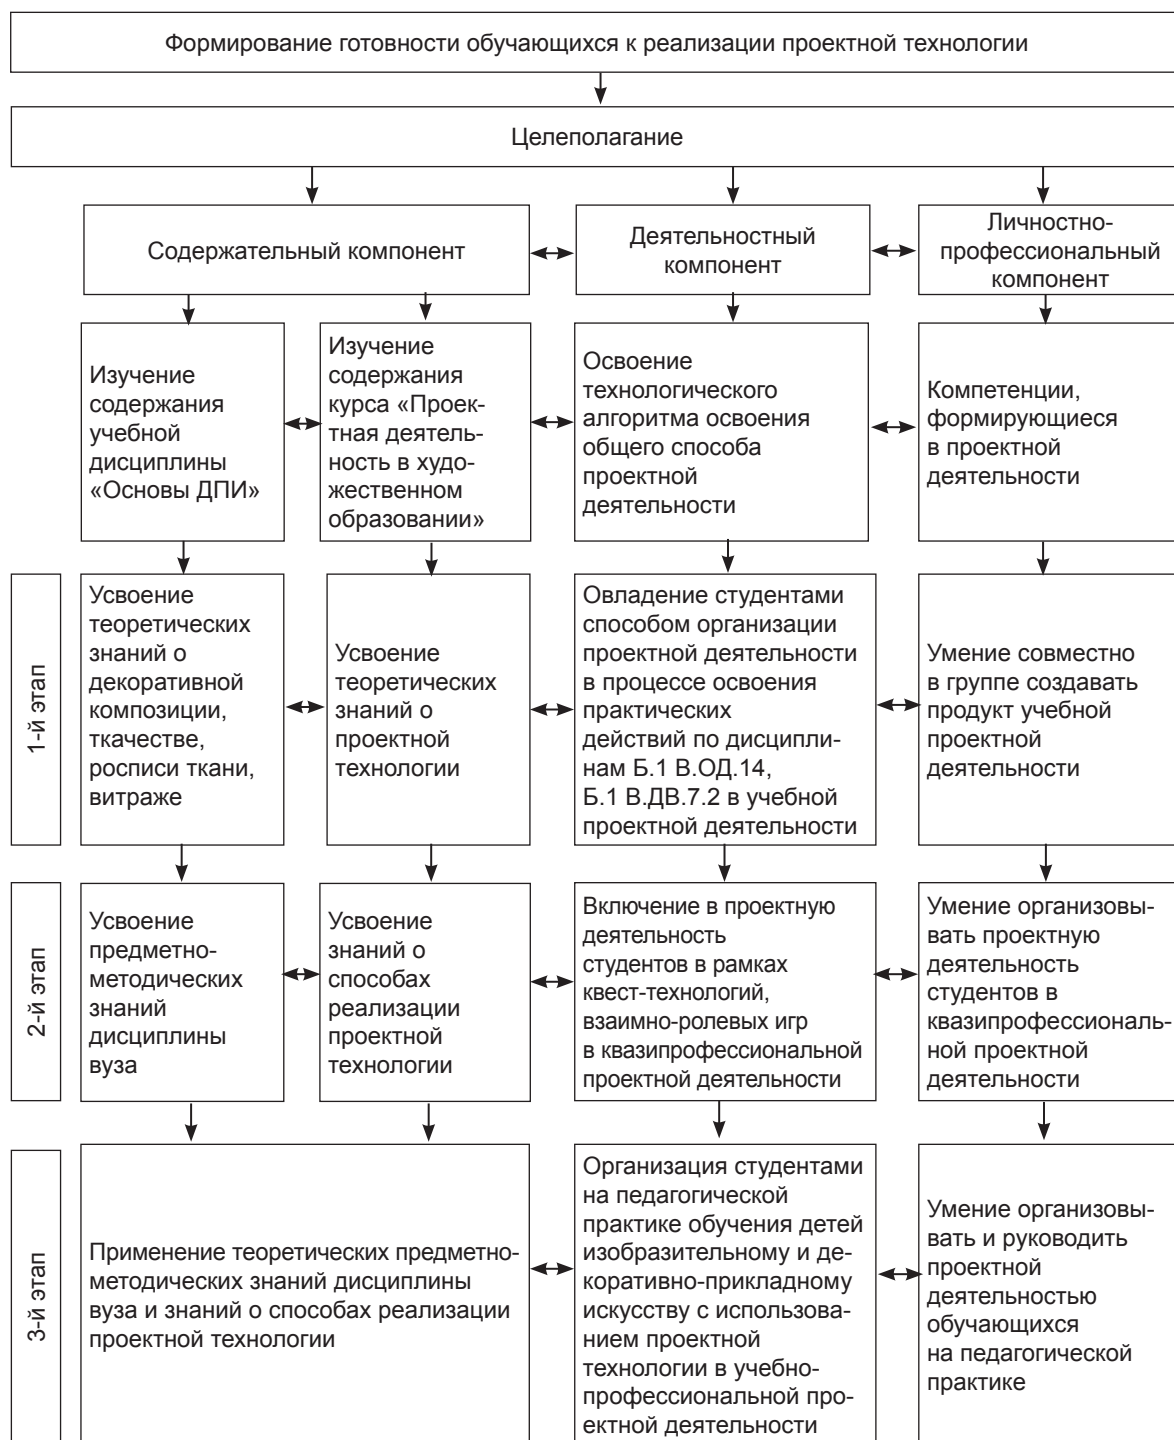 Формирование готовности обучающихся к реализации проектной технологии
Целеполагание
Содержательный компонент
Деятельностный
компонент
Личностно-
профессиональный
компонент
Изучение
содержания
учебной
дисциплины
«Основы ДПИ»
Изучение
содержания
курса «Проек-
тная деятель-
ность в худо-
жественном
образовании»
Освоение
технологического
алгоритма освоения
общего способа
проектной
деятельности
Компетенции,
формирующиеся
в проектной
деятельности
1-й этап
Усвоение
теоретических
знаний о
декоративной
композиции,
ткачестве,
росписи ткани,
витраже
Усвоение
теоретических
знаний о
проектной
технологии
Овладение студентами
способом организации
проектной деятельности
в процессе освоения
практических
действий по дисципли-
нам Б.1 В.ОД.14,
Б.1 В.ДВ.7.2 в учебной
проектной деятельности
Умение совместно
в группе создавать
продукт учебной
проектной
деятельности
2-й этап
Усвоение
предметно-
методических
знаний
дисциплины
вуза
Усвоение
знаний о
способах
реализации
проектной
технологии
Включение в проектную
деятельность
студентов в рамках
квест-технологий,
взаимно-ролевых игр
в квазипрофессиональной
проектной деятельности
Умение организовы-
вать проектную
деятельность
студентов в
квазипрофессиональ-
ной проектной
деятельности
3-й этап
Применение теоретических предметно-
методических знаний дисциплины
вуза и знаний о способах реализации
проектной технологии
Организация студентами
на педагогической
практике обучения детей
изобразительному и де-
коративно-прикладному
искусству с использова-
нием проектной
технологии в учебно-
профессиональной про-
ектной деятельности
Умение организовы-
вать и руководить
проектной
деятельностью
обучающихся
на педагогической
практике